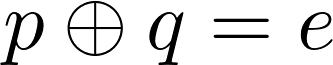 p ⊕ q = e